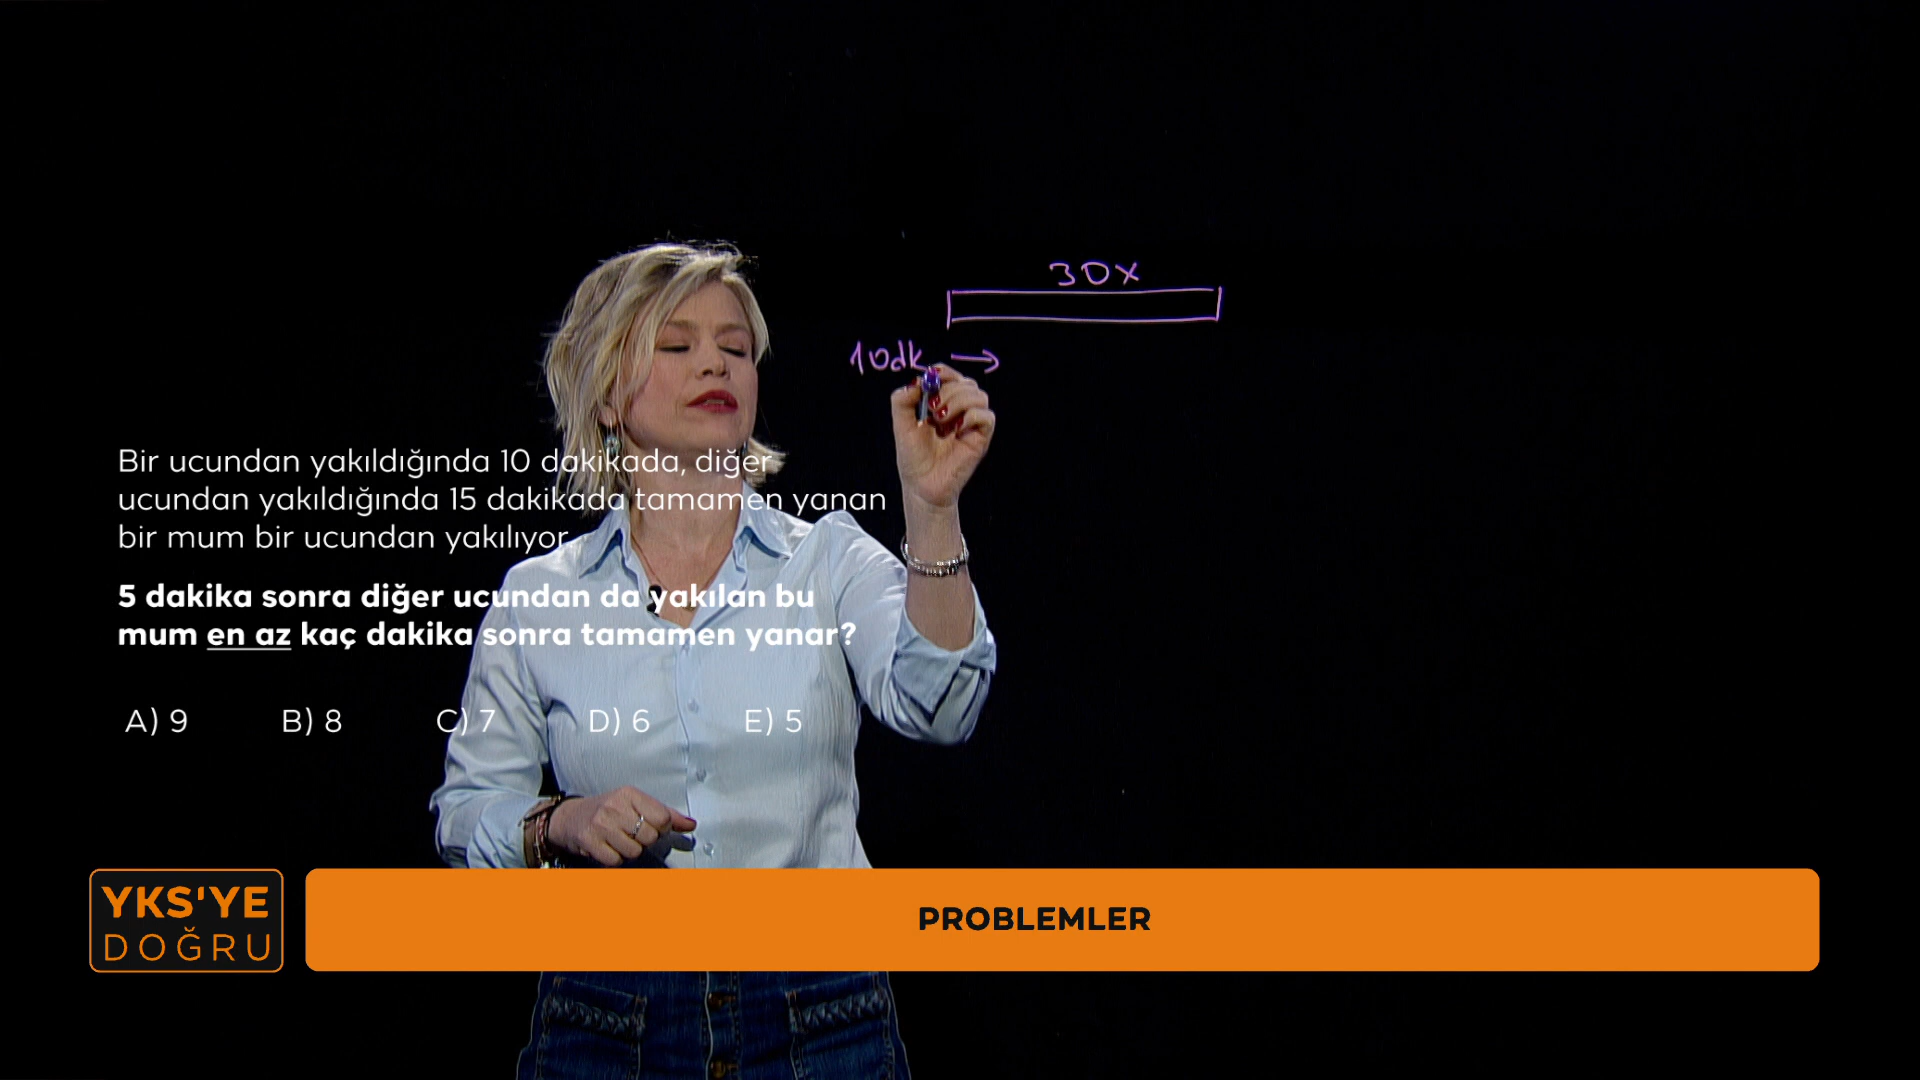 30x
10dk →
Bir ucundan yakıldığında 10 dakikada, diğer
ucundan yakıldığında 15 dakikada tamamen yanan
bir mum bir ucundan yakılıyor.
5 dakika sonra diğer ucundan da yakılan bu
mum en az kaç dakika sonra tamamen yanar?
A) 9 B) 8 C) 7 D) 6 E) 5
YKS'YE
DOĞRU
PROBLEMLER